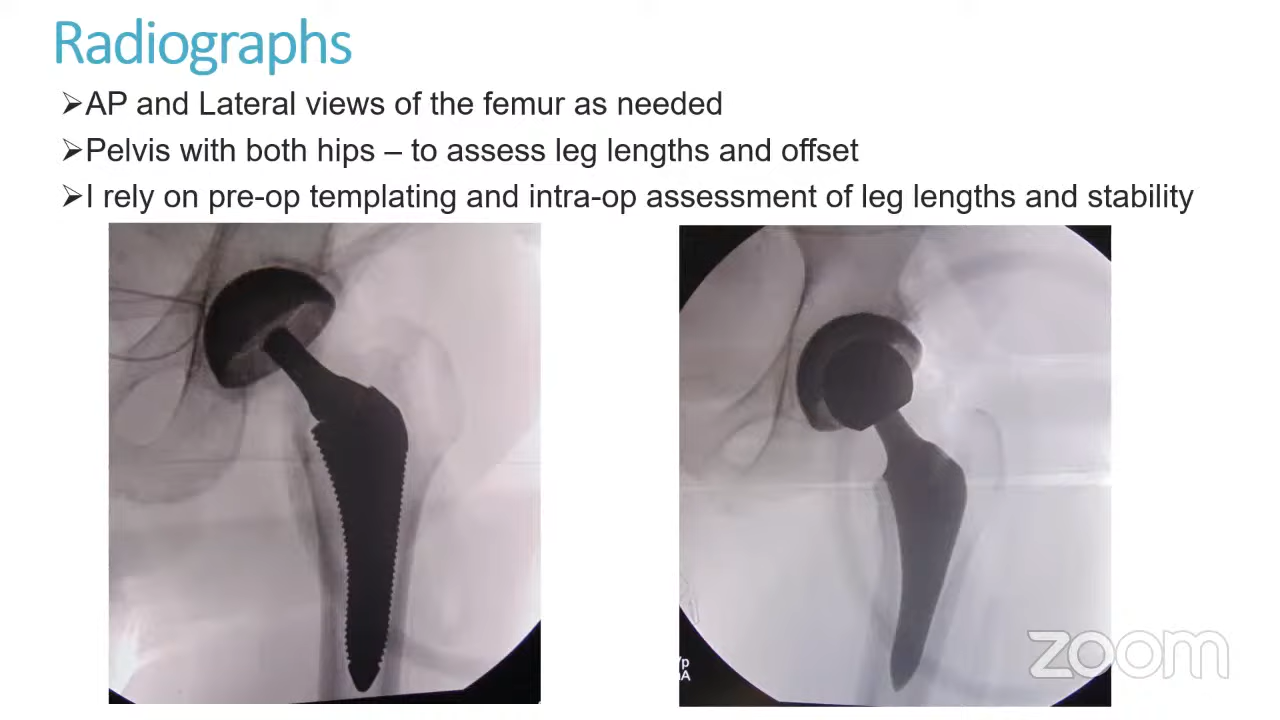 Radiographs
➢AP and Lateral views of the femur as needed
➢Pelvis with both hips – to assess leg lengths and offset
➢I rely on pre-op templating and intra-op assessment of leg lengths and stability
zoom